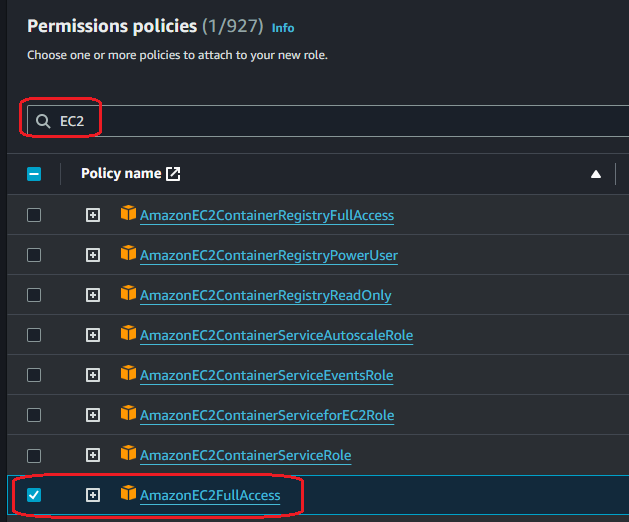 Permissions policies (1/927) Info
Choose one or more policies to attach to your new role.
EC2
Policy name
AmazonEC2ContainerRegistryFullAccess
AmazonEC2ContainerRegistryPowerUser
AmazonEC2ContainerRegistryReadOnly
AmazonEC2ContainerServiceAutoscaleRole
AmazonEC2ContainerServiceEventsRole
AmazonEC2ContainerServiceforEC2Role
AmazonEC2ContainerServiceRole
AmazonEC2FullAccess